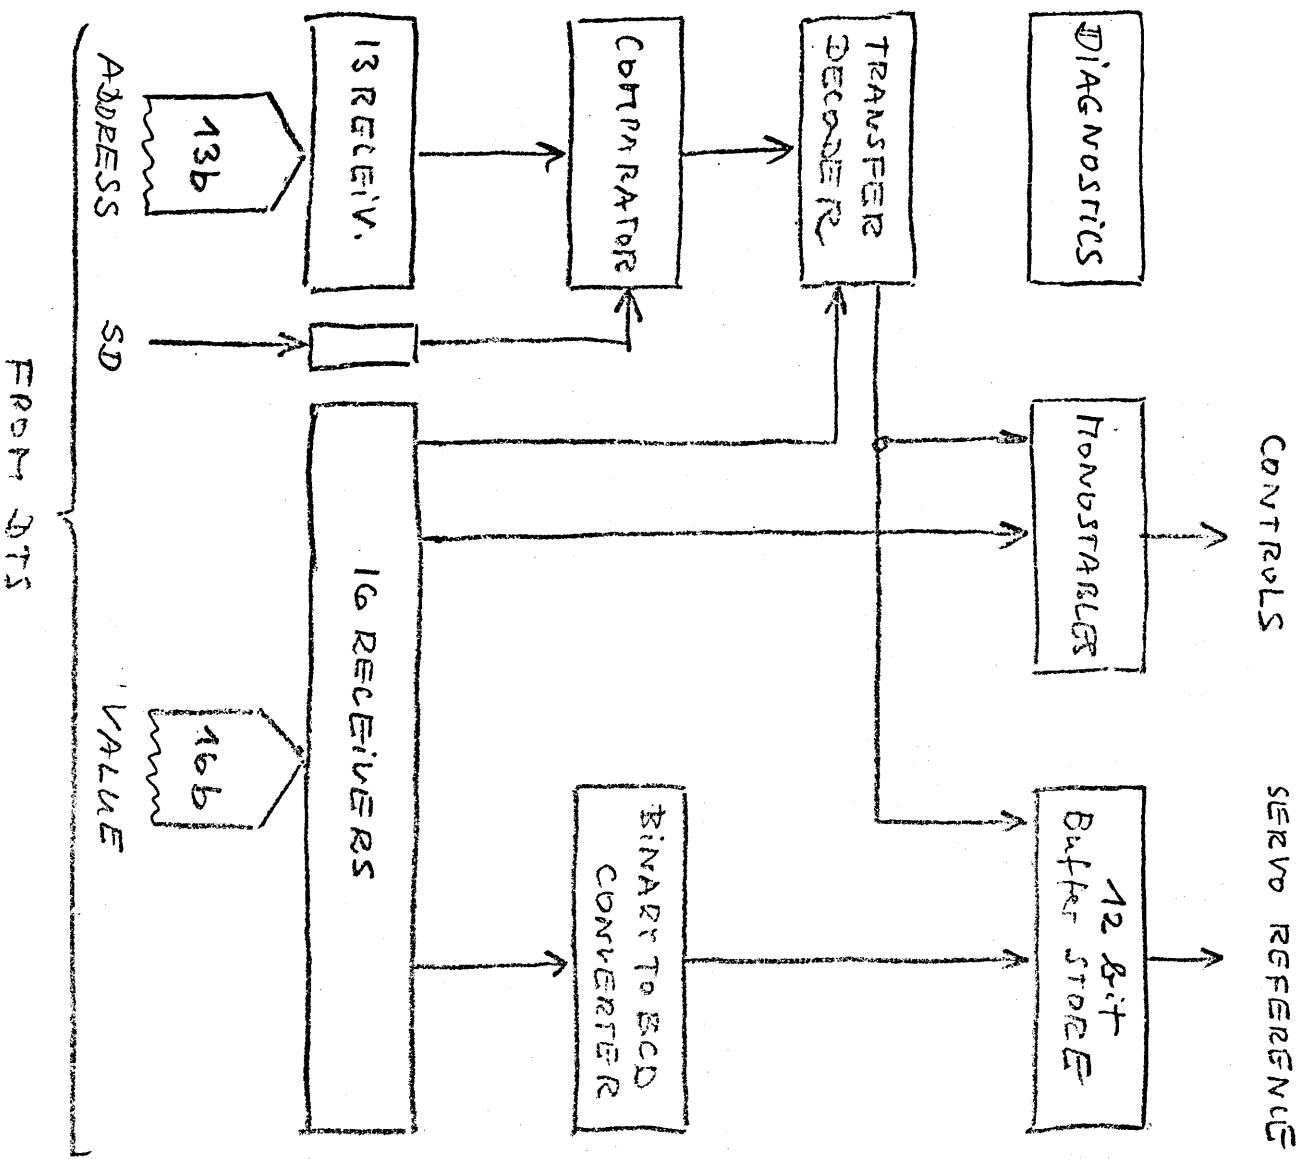 FROM DTS
ADDRESS
SD
VALUE
13b
16b
13 RECEIV.
16 RECEIVERS
COMPARATOR
BINARY TO BCD
CONVERTER
TRANSFER
DECODER
DIAGNOSTICS
MONOSTABLES
12 bit
Buffer STORE
CONTROLS
SERVO REFERENCE